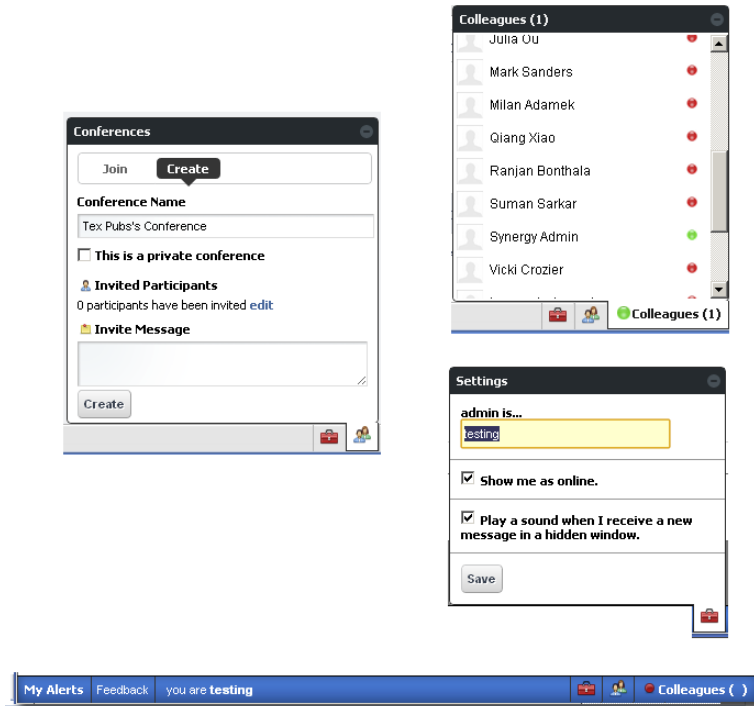 Colleagues (1)
Julia Ou
Mark Sanders
Milan Adamek
Qiang Xiao
Ranjan Bonthala
Suman Sarkar
Synergy Admin
Vicki Crozier
Colleagues (1)
Conferences
Join Create
Conference Name
Tex Pubs's Conference
This is a private conference
Invited Participants
0 participants have been invited edit
Invite Message
Create
Settings
admin is...
testing
Show me as online.
Play a sound when I receive a new
message in a hidden window.
Save
My Alerts Feedback you are testing Colleagues ( )